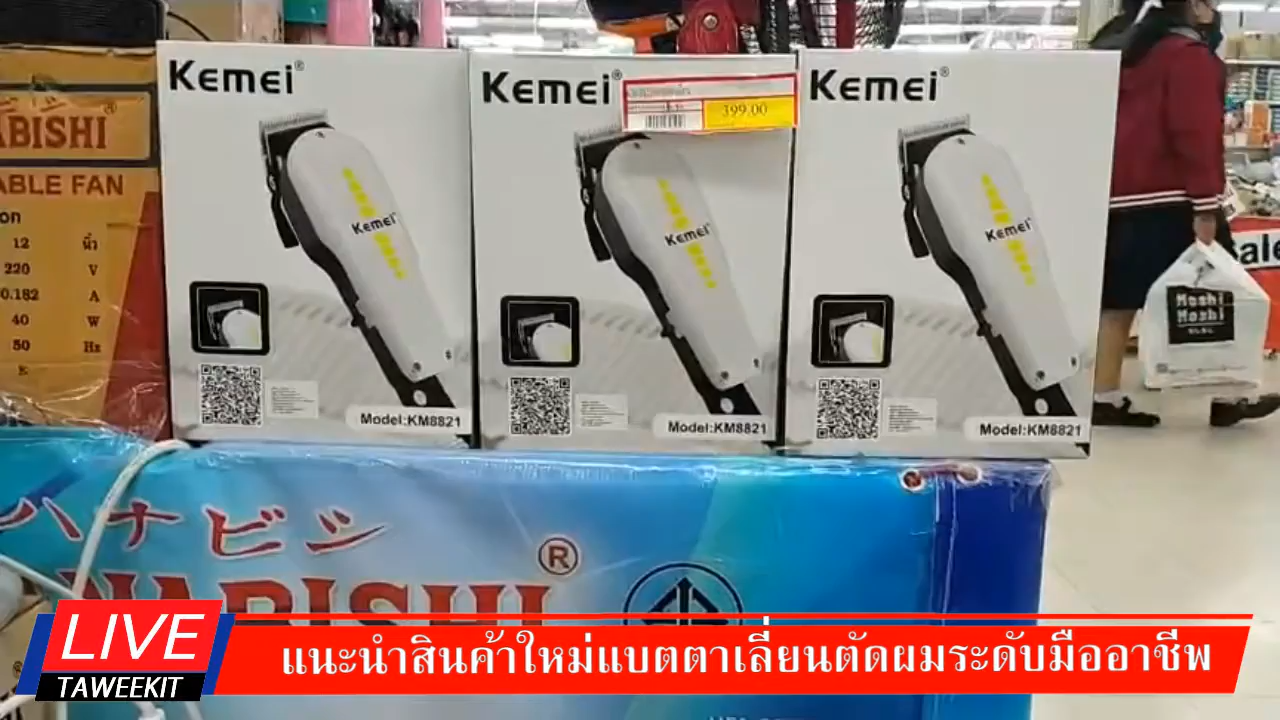 Kemei®
Kemei®
Kemei®
399.00
ABISHI®
ABLE FAN
on
12 นิ้ว
220 V
0.182 A
40 W
50 Hz
Kemei®
Kemei®
Kemei®
Model:KM8821
Model:KM8821
Model:KM8821
Sale
Moshi
Moshi
ハナビシ
NABISHI®
LIVE
TAWEEKIT
แนะนำสินค้าใหม่แบตตาเลี่ยนตัดผมระดับมืออาชีพ